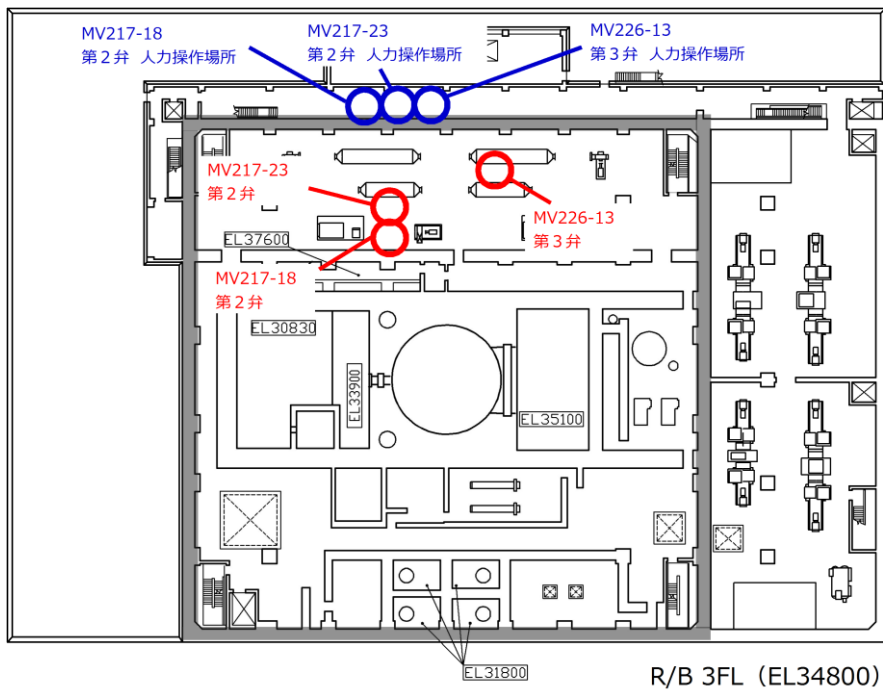 MV217-18
第２弁 人力操作場所
MV217-23
第２弁 人力操作場所
MV226-13
第３弁 人力操作場所
MV217-23
第２弁
MV226-13
第３弁
EL37600
MV217-18
第２弁
EL30830
EL33900
EL35100
EL31800
R/B 3FL（EL34800）